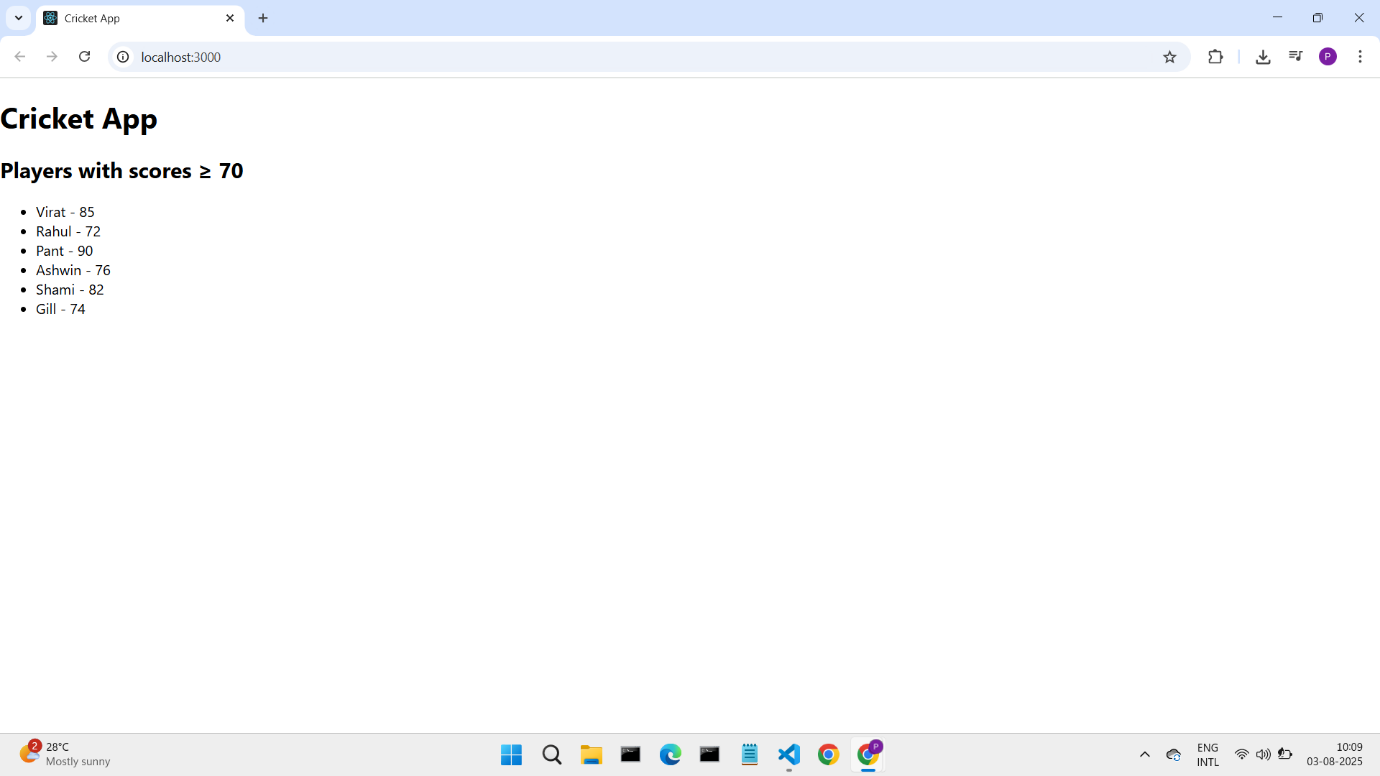 Cricket App
localhost:3000
P
Cricket App
Players with scores ≥ 70
Virat - 85
Rahul - 72
Pant - 90
Ashwin - 76
Shami - 82
Gill - 74
2
28°C
Mostly sunny
P
ENG
INTL
10:09
03-08-2025